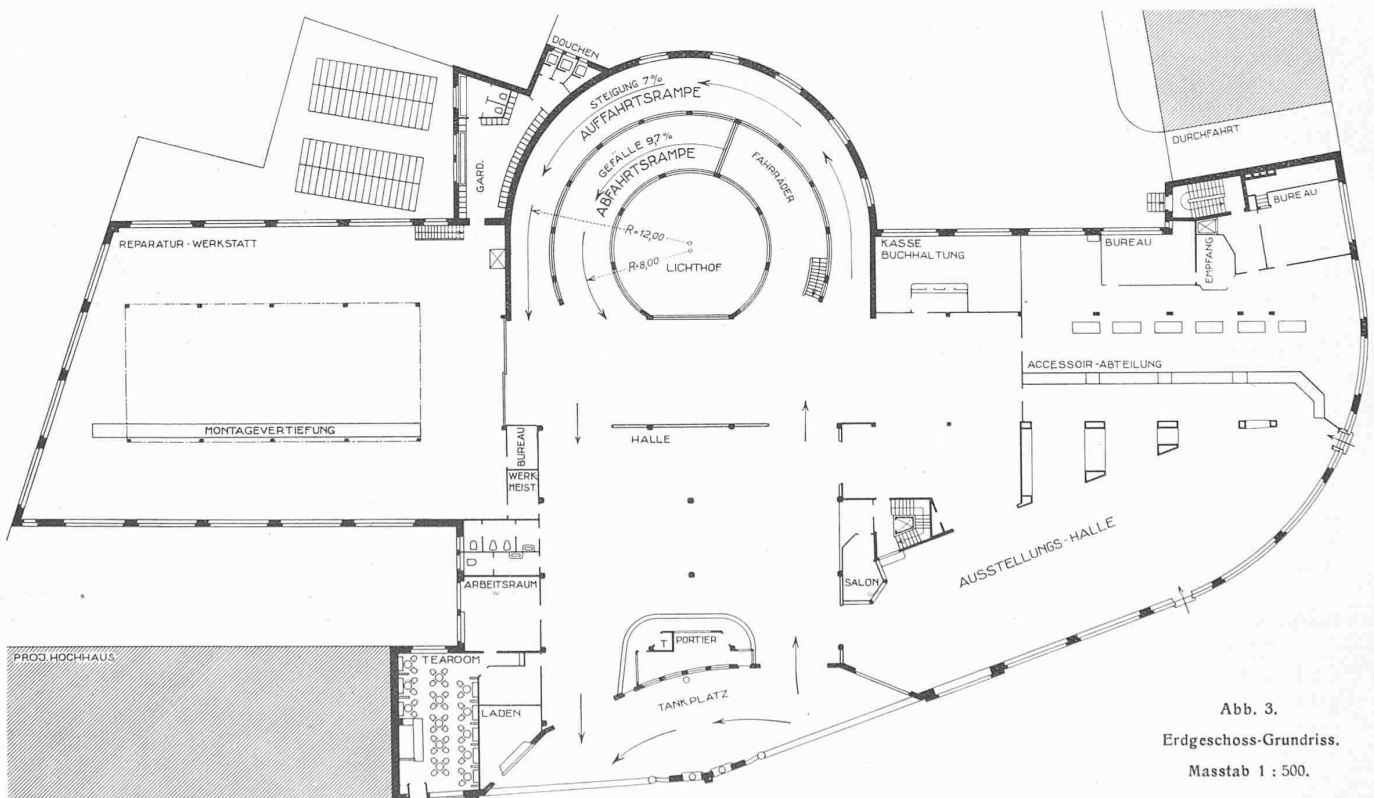 DOUCHEN
STEIGUNG 7%
AUFFAHRTSRAMPE
GEFÄLLE 9,7%
ABFAHRTSRAMPE
FAHRRÄDER
GARD.
DURCHFAHRT
BUREAU
REPARATUR-WERKSTATT
R=12,00
R=8,00
LICHTHOF
KASSE
BUCHHALTUNG
BUREAU
EMPFANG
ACCESSOIR-ABTEILUNG
MONTAGEVERTIEFUNG
HALLE
BUREAU
WERK
MEIST.
AUSSTELLUNGS-HALLE
SALON
ARBEITSRAUM
T
PORTIER
PROJ. HOCHHAUS
TEAROOM
TANKPLATZ
LADEN
Abb. 3.
Erdgeschoss-Grundriss.
Masstab 1 : 500.